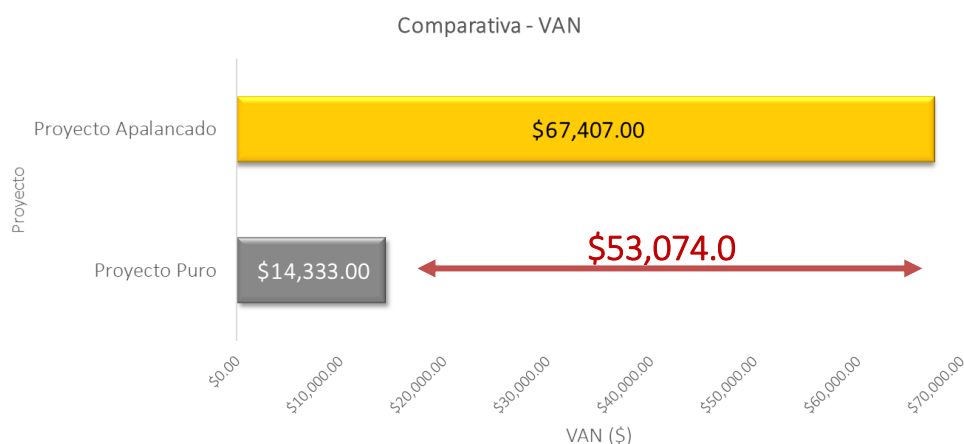 Comparativa - VAN
Proyecto
Proyecto Apalancado
$67,407.00
Proyecto Puro
$14,333.00
$53,074.0
$0.00
$10,000.00
$20,000.00
$30,000.00
$40,000.00
$50,000.00
$60,000.00
$70,000.00
VAN ($)